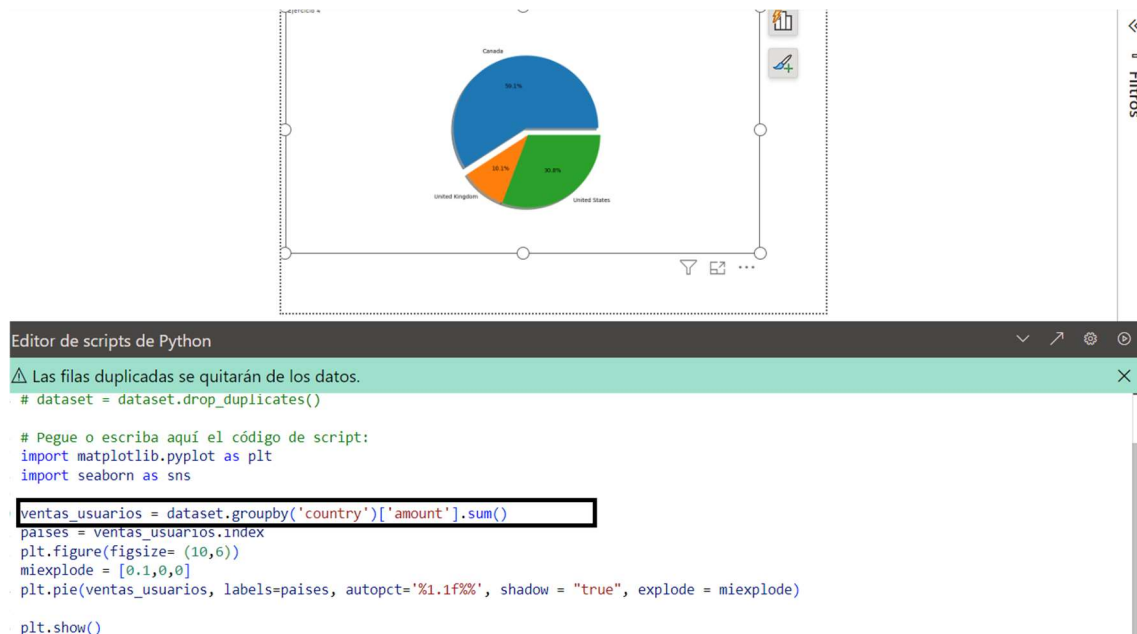 Ejercicio 4
Canada
59.1%
10.1%
30.8%
United Kingdom
United States
Filtros
Editor de scripts de Python
Las filas duplicadas se quitarán de los datos.
# dataset = dataset.drop_duplicates()
# Pegue o escriba aquí el código de script:
import matplotlib.pyplot as plt
import seaborn as sns
ventas_usuarios = dataset.groupby('country')['amount'].sum()
paises = ventas_usuarios.index
plt.figure(figsize= (10,6))
miexplode = [0.1,0,0]
plt.pie(ventas_usuarios, labels=paises, autopct='%1.1f%%', shadow = "true", explode = miexplode)
plt.show()